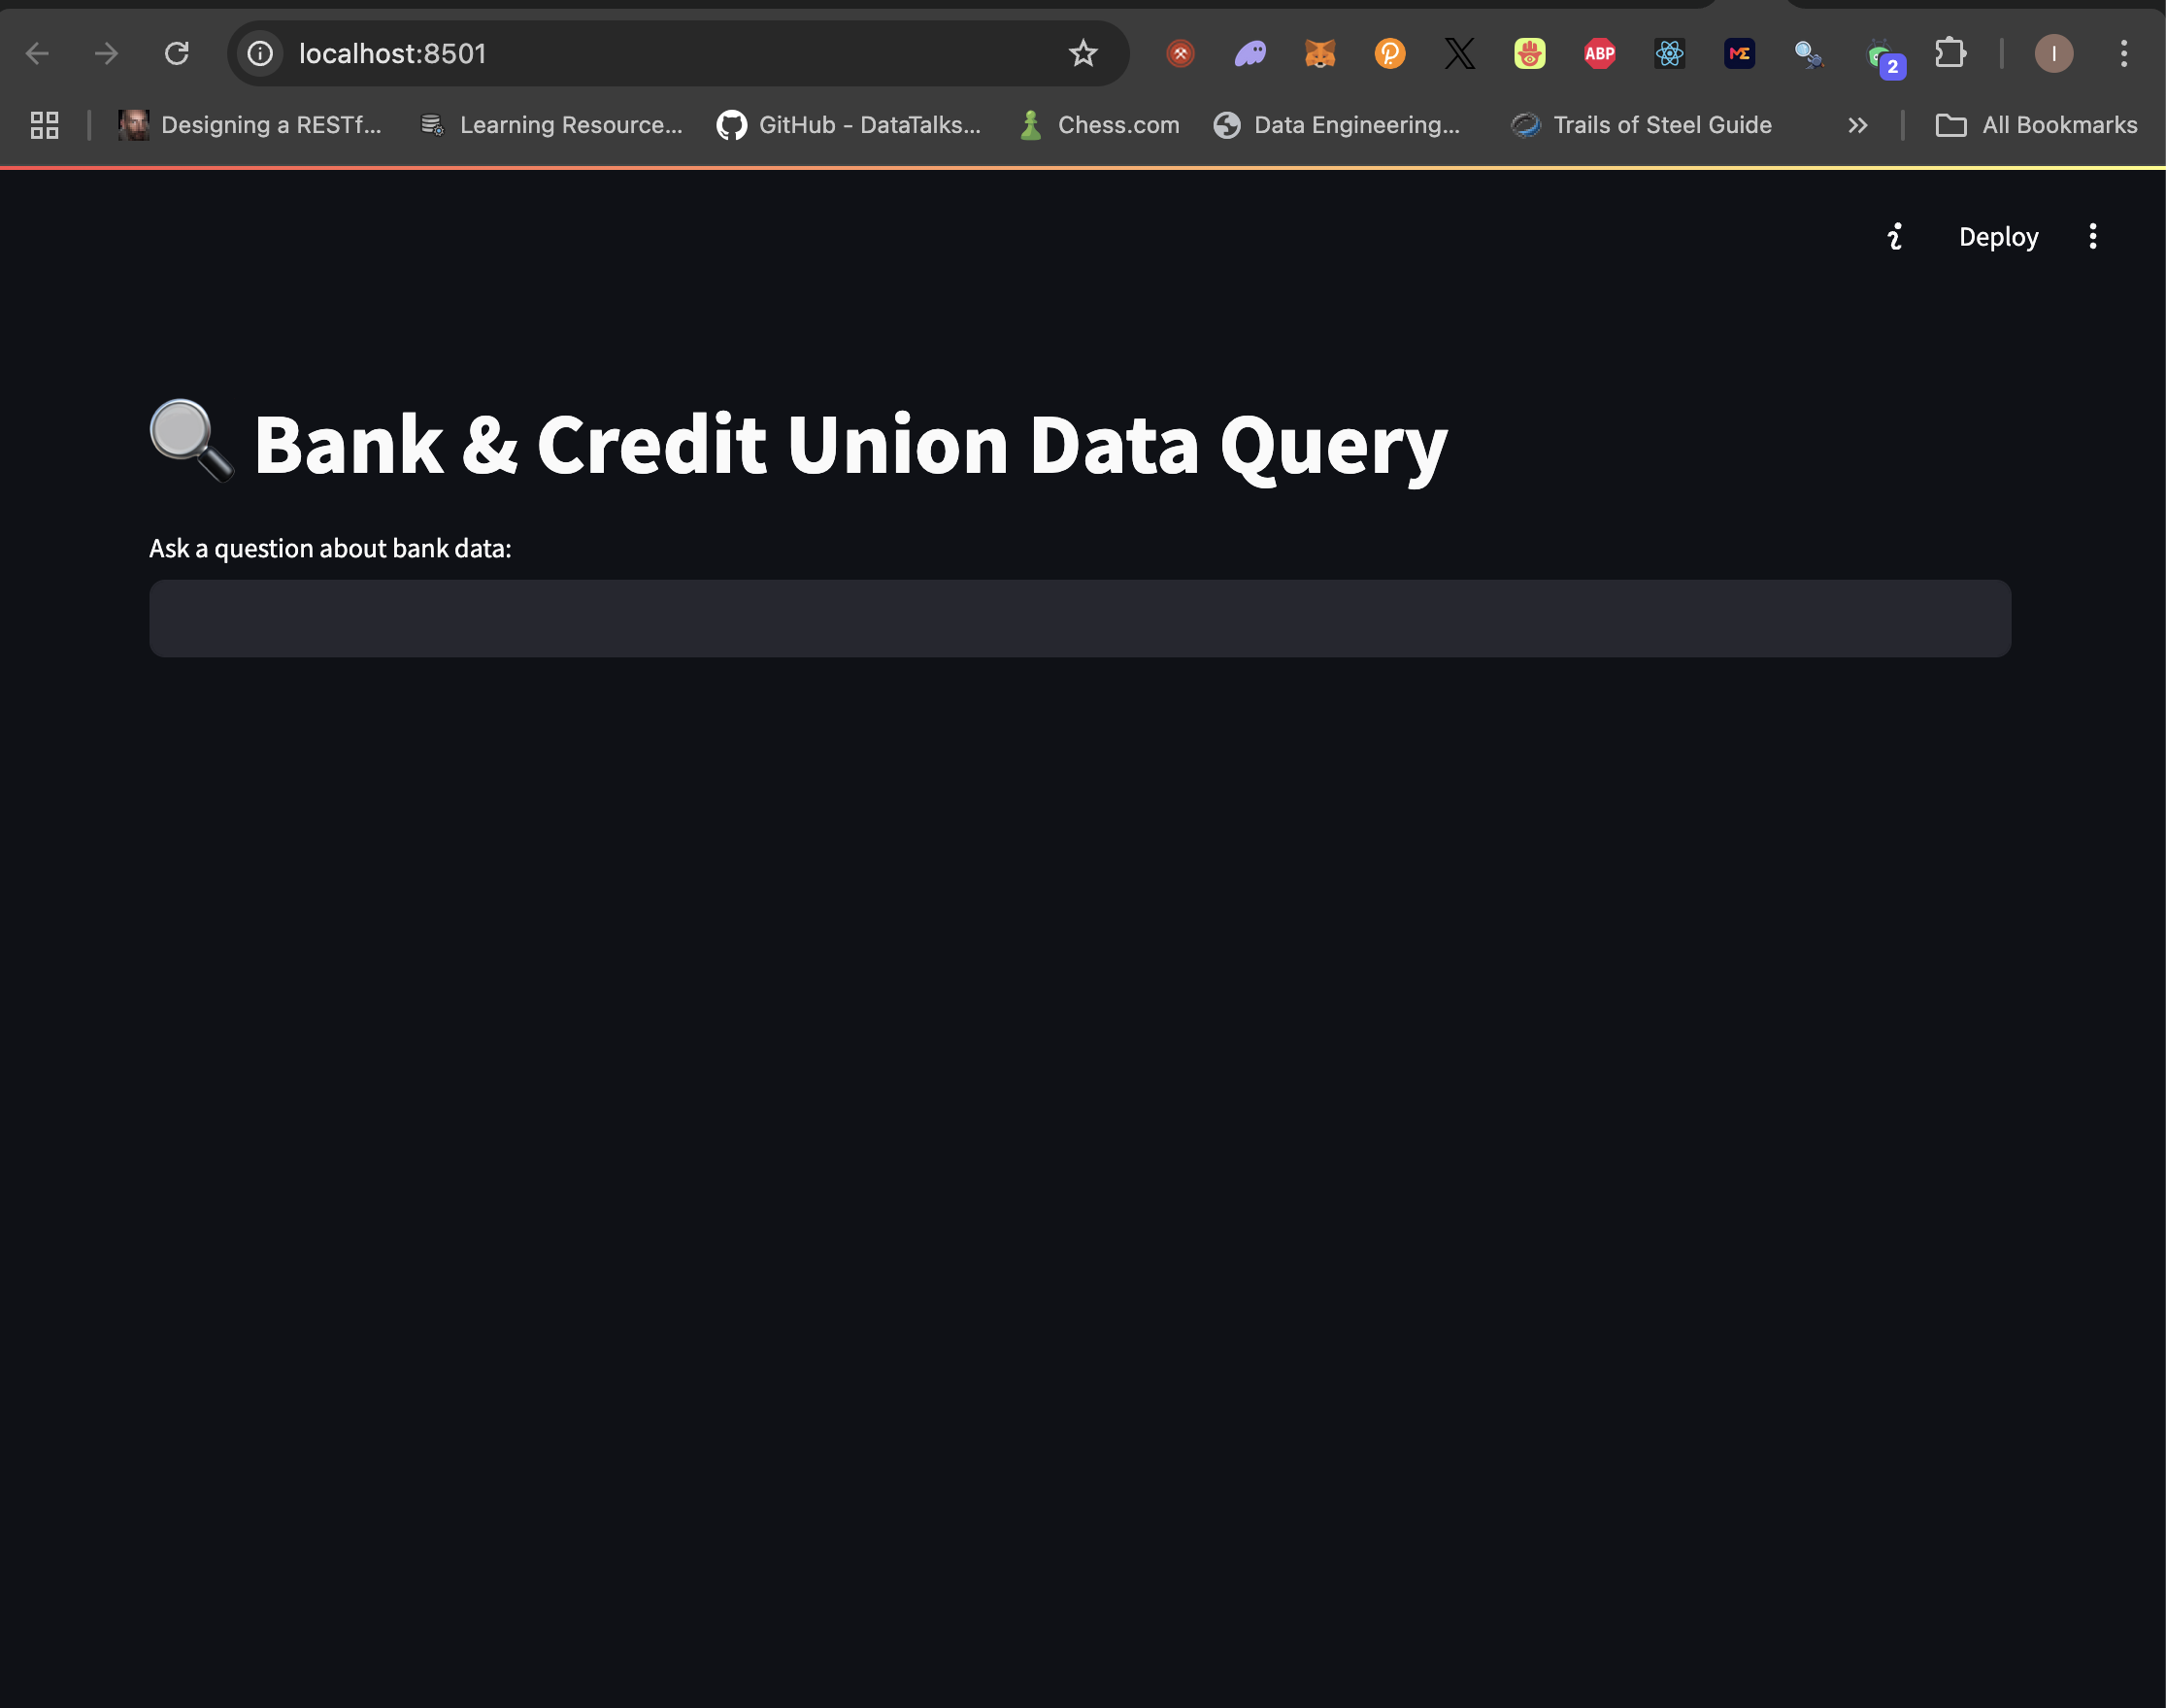 localhost:8501
ABP
2
I
Designing a RESTf...
Learning Resource...
GitHub - DataTalks...
Chess.com
Data Engineering...
Trails of Steel Guide
All Bookmarks
Deploy
Bank & Credit Union Data Query
Ask a question about bank data: